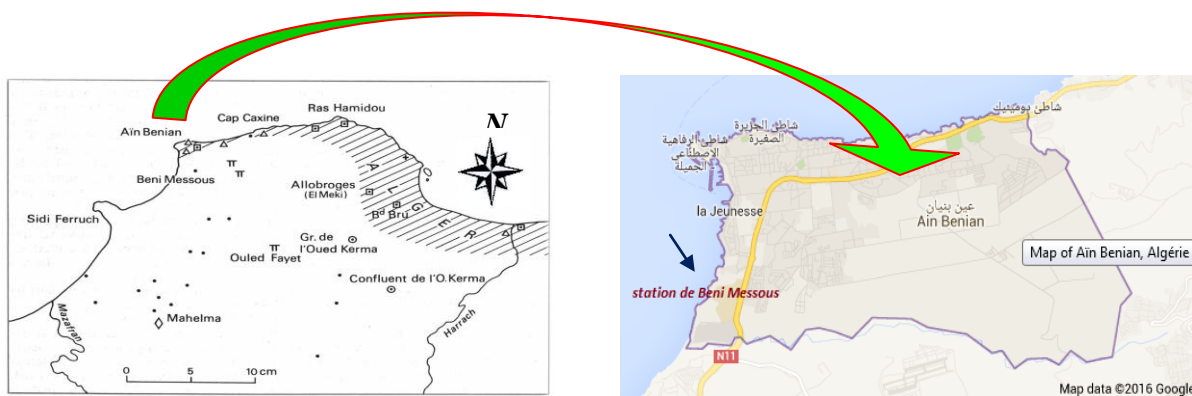 Ras Hamidou
Cap Caxine
Aïn Benian
N
Beni Messous
Allobroges
(El Meki)
ALGER
Bd Bru
Sidi Ferruch
Gr. de
l'Oued Kerma
Ouled Fayet
Confluent de l'O. Kerma
Mahelma
Mazafran
Harrach
0 5 10 cm
شاطئ بومينيك
شاطئ الجزيرة
الصغيرة
شاطئ الرفاهية
الإصطناعي
الجميلة
la Jeunesse
عين بنيان
Ain Benian
Map of Aïn Benian, Algérie
station de Beni Messous
N11
Map data ©2016 Google